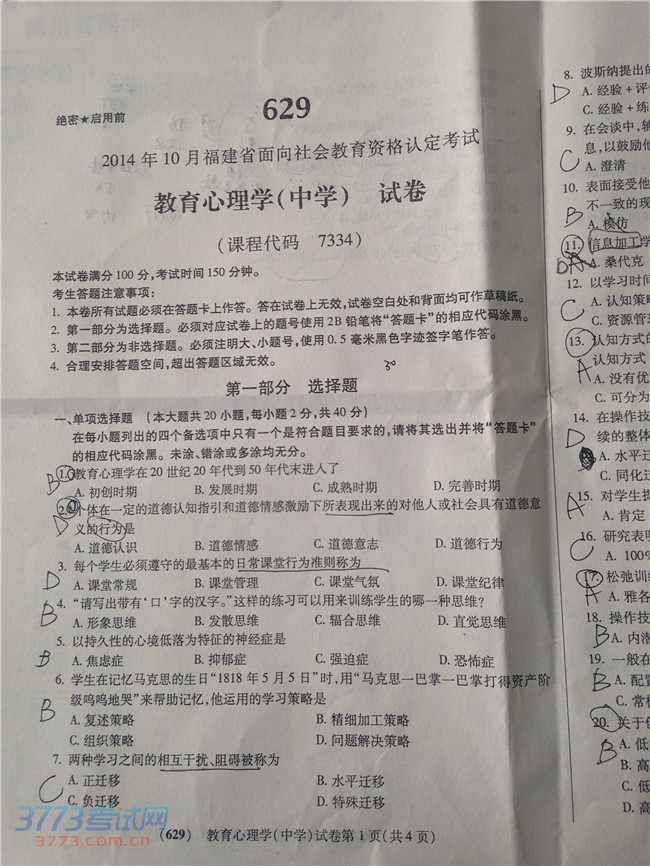 绝密★启用前
629
2014年10月福建省面向社会教育资格认定考试
教育心理学(中学) 试卷
(课程代码 7334)
本试卷满分100分,考试时间150分钟。
考生答题注意事项:
1. 本卷所有试题必须在答题卡上作答。答在试卷上无效,试卷空白处和背面均可作草稿纸。
2. 第一部分为选择题。必须对应试卷上的题号使用2B铅笔将“答题卡”的相应代码涂黑。
3. 第二部分为非选择题。必须注明大、小题号,使用0.5毫米黑色字迹签字笔作答。
4. 合理安排答题空间,超出答题区域无效。
30
第一部分 选择题
一、单项选择题 (本大题共20小题,每小题2分,共40分)
在每小题列出的四个备选项中只有一个是符合题目要求的,请将其选出并将“答题卡”
的相应代码涂黑。未涂、错涂或多涂均无分。
B 1. 教育心理学在20世纪20年代到50年代末进入了
A. 初创时期 B. 发展时期 C. 成熟时期 D. 完善时期
2. 个体在一定的道德认知指引和道德情感激励下所表现出来的对他人或社会具有道德意
D 义的行为是
A. 道德认识 B. 道德情感 C. 道德意志 D. 道德行为
3. 每个学生必须遵守的最基本的日常课堂行为准则称为
D A. 课堂常规 B. 课堂管理 C. 课堂气氛 D. 课堂纪律
B 4. “请写出带有‘口’字的汉字。”这样的练习可以用来训练学生的哪一种思维?
A. 形象思维 B. 发散思维 C. 辐合思维 D. 直觉思维
5. 以持久性的心境低落为特征的神经症是
B A. 焦虑症 B. 抑郁症 C. 强迫症 D. 恐怖症
6. 学生在记忆马克思的生日“1818年5月5日”时,用“马克思一巴掌一巴掌打得资产阶
B 级呜呜地哭”来帮助记忆,他运用的学习策略是
A. 复述策略 B. 精细加工策略
C. 组织策略 D. 问题解决策略
7. 两种学习之间的相互干扰、阻碍被称为
C A. 正迁移 B. 水平迁移
C. 负迁移 D. 特殊迁移
(629) 教育心理学(中学)试卷第1页(共4页)
3773考试网
3773.com.cn
8. 波斯纳提出的
D A. 经验+评
C. 经验+练
9. 在会谈中,辅
息,以鼓励他
C A. 澄清
10. 表面接受他
B 不一致的现
A. 模仿
11. 信息加工学
A. 桑代克
12. 以学习时间
C A. 认知策略
C. 资源管理
13. 认知方式的
认知方式
A A. 没有优
C. 可分为
14. 在操作技
D 续的整体
A. 水平迁
C. 同化迁
15. 对学生提
A A. 肯定
16. 研究表明
C A. 100%
17. 松弛训练
A A. 雅各
18. 操作技
B A. 内潜
19. 一般在
B A. 配置
C. 常模
20. 关于创
B A. 低
B. 高
C. 低
D. 高